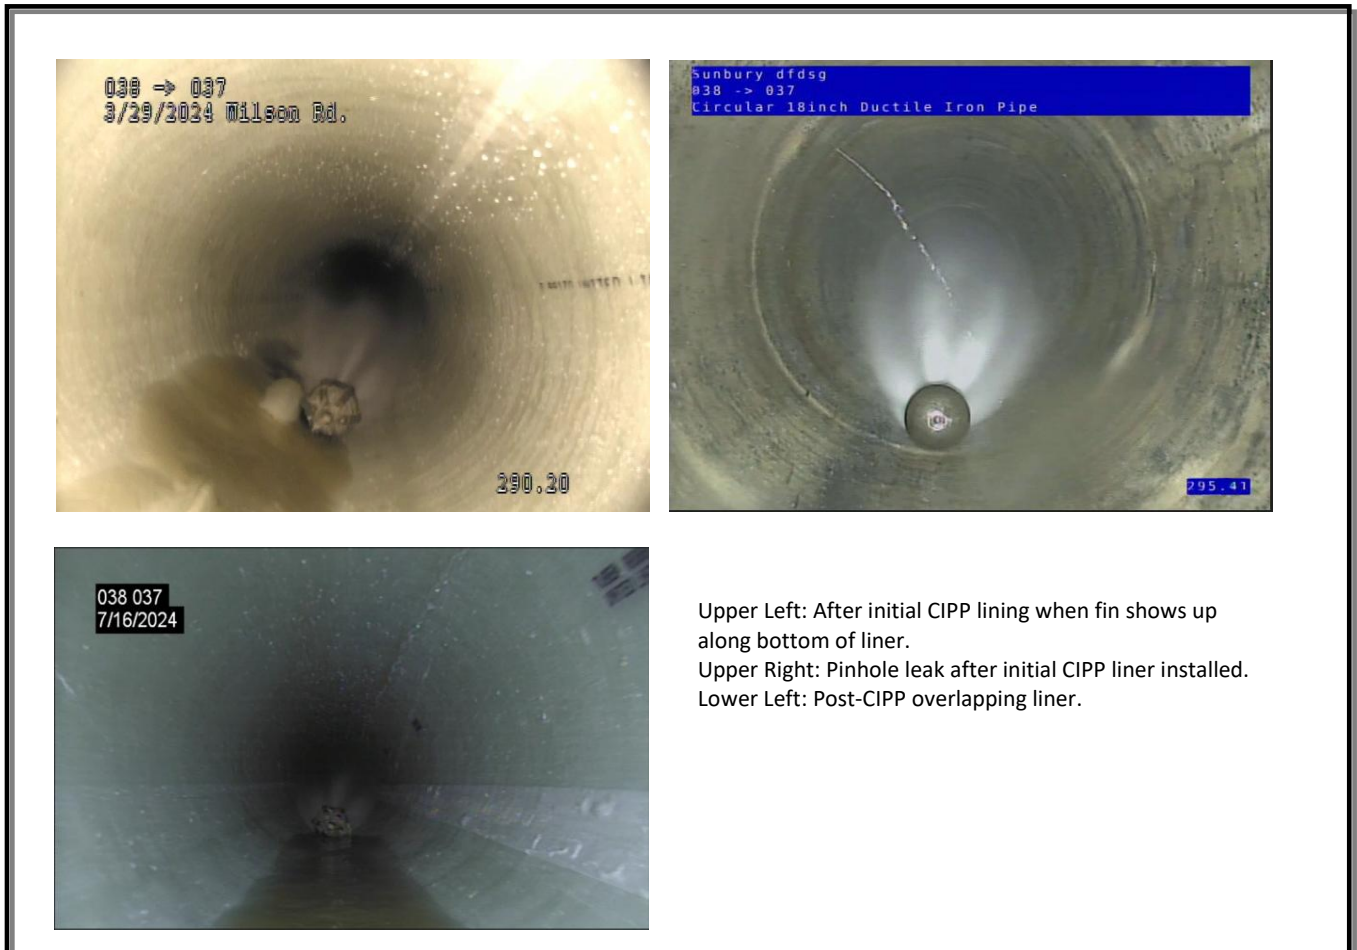 038 -> 037
3/29/2024 Wilson Rd.
290.20
Sunbury dfdsg
038 -> 037
Circular 18inch Ductile Iron Pipe
295.41
038 037
7/16/2024
Upper Left: After initial CIPP lining when fin shows up
along bottom of liner.
Upper Right: Pinhole leak after initial CIPP liner installed.
Lower Left: Post-CIPP overlapping liner.